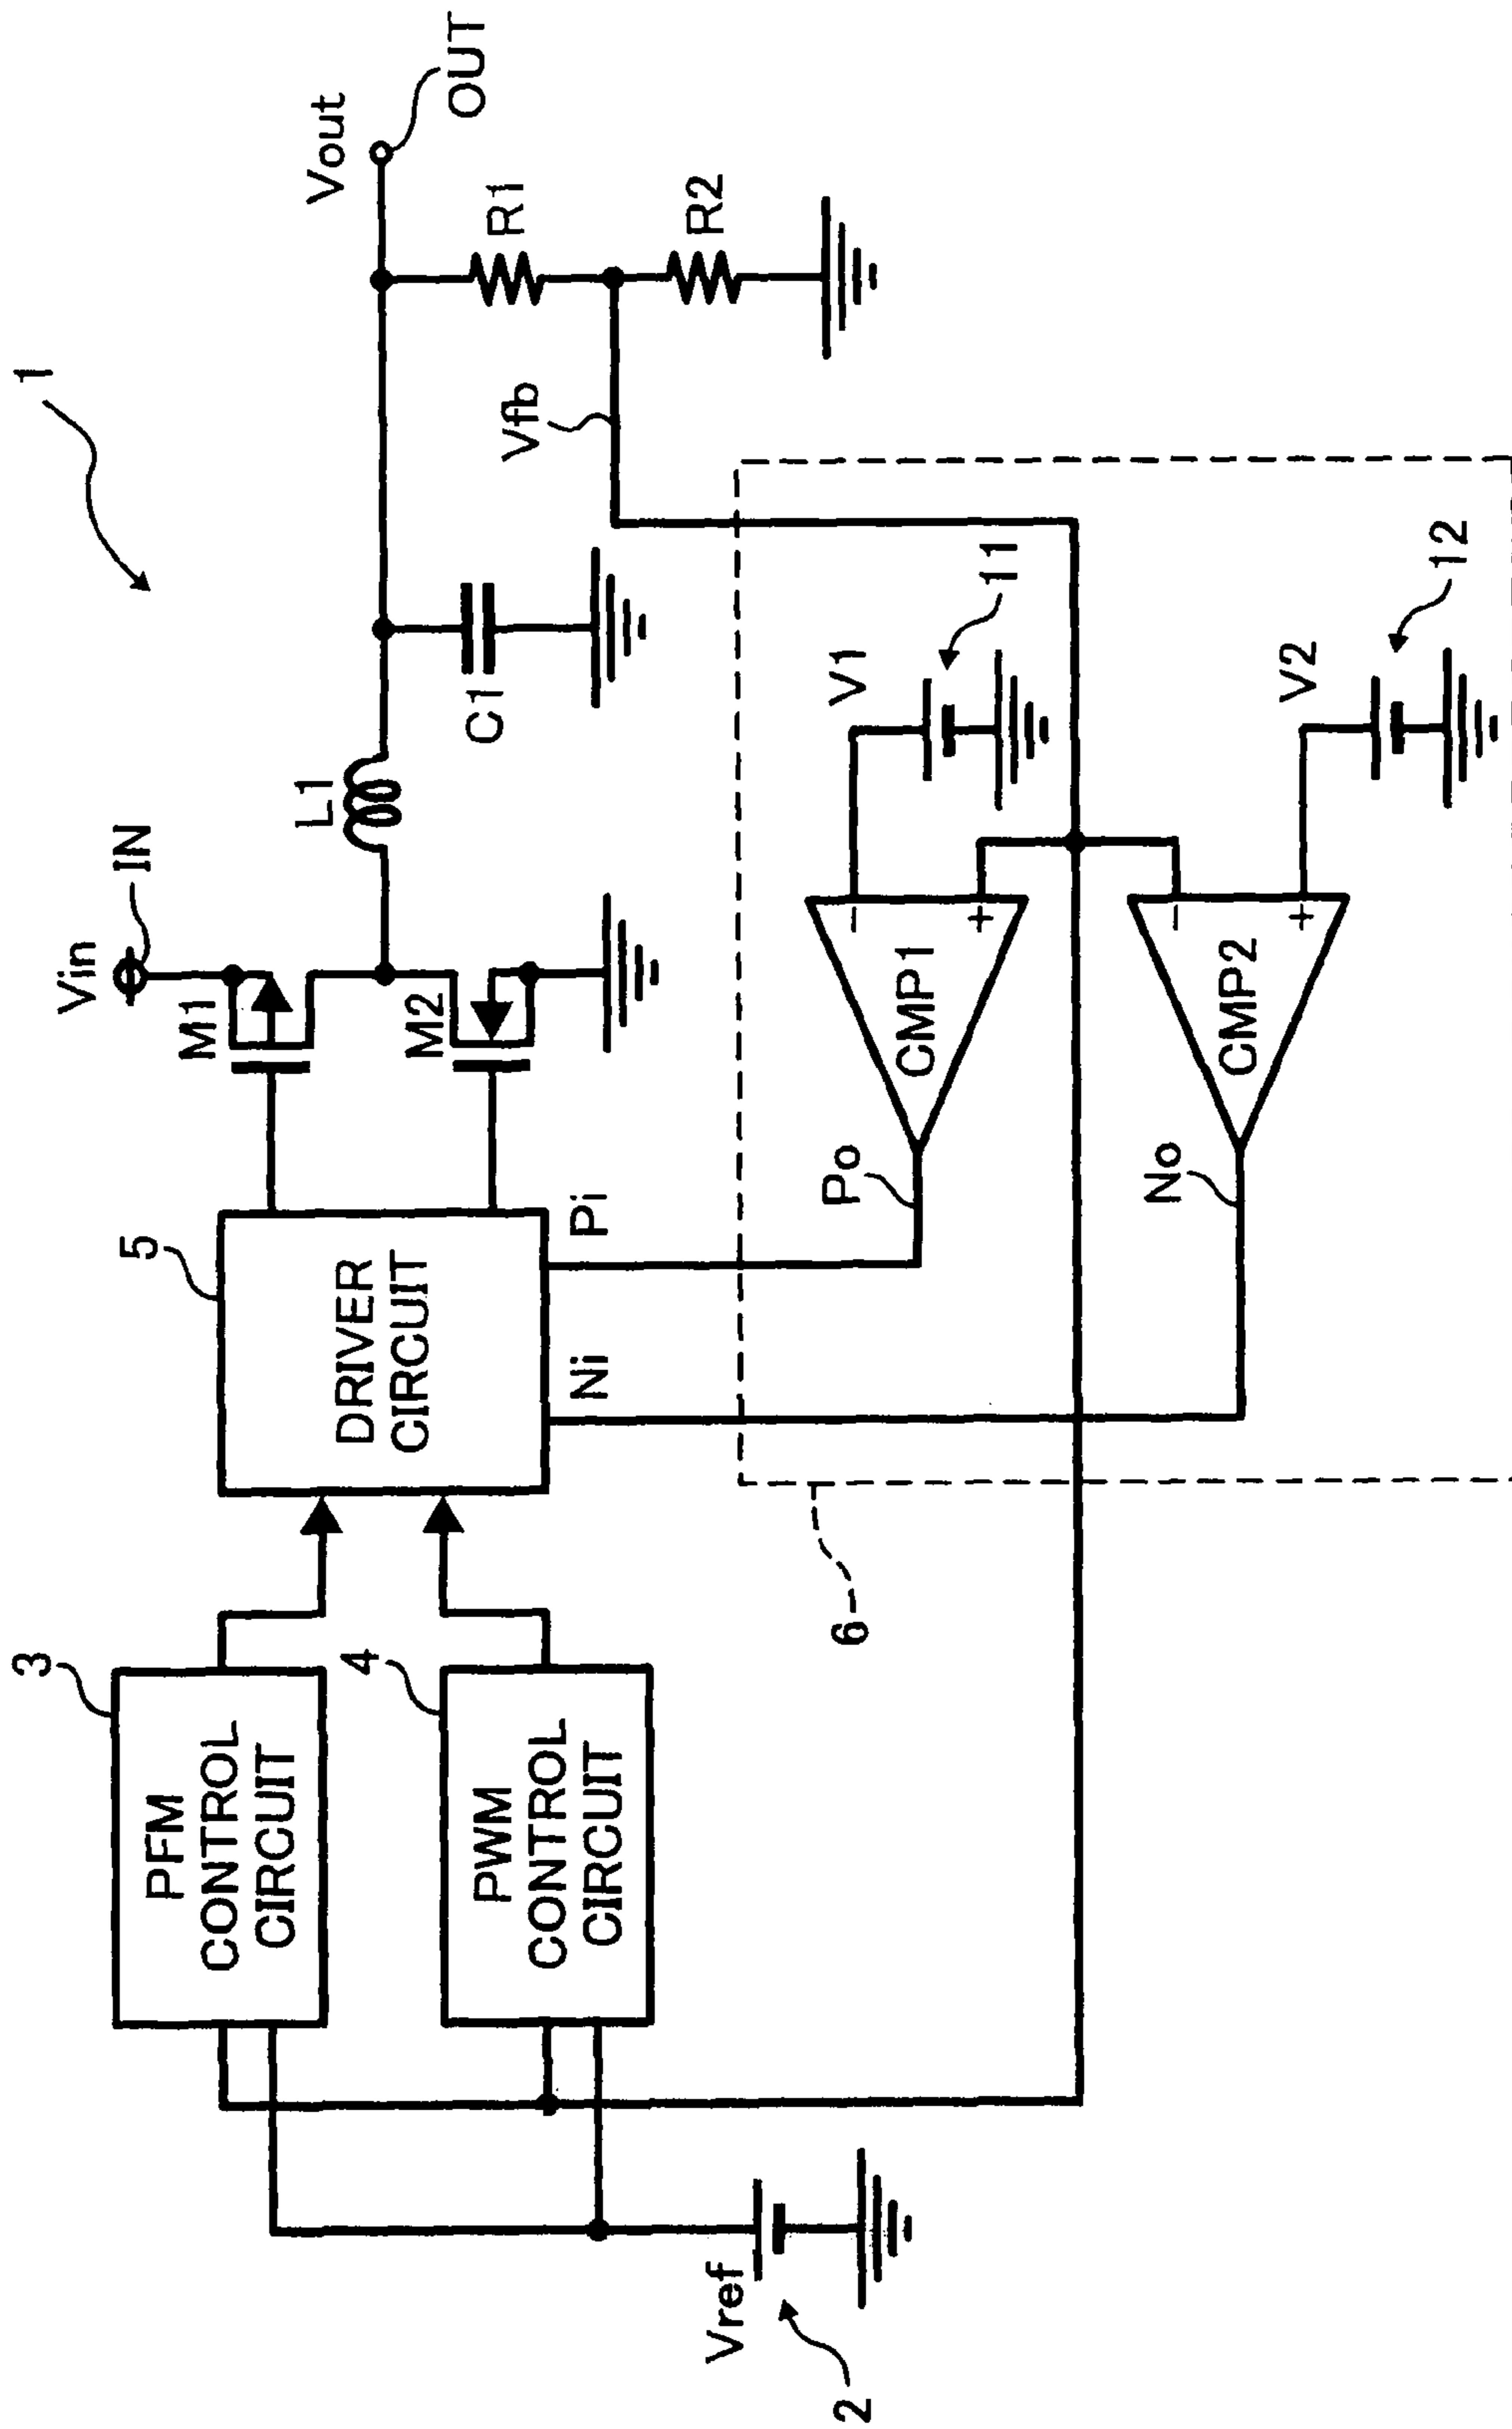 1
Vin
IN
L1
Vout
OUT
M1
M2
C1
R1
R2
Vfb
3
PFM
CONTROL
CIRCUIT
4
PWM
CONTROL
CIRCUIT
5
DRIVER
CIRCUIT
Ni
Pi
Vref
2
6
Po
CMP1
-
+
V1
11
No
CMP2
-
+
V2
12